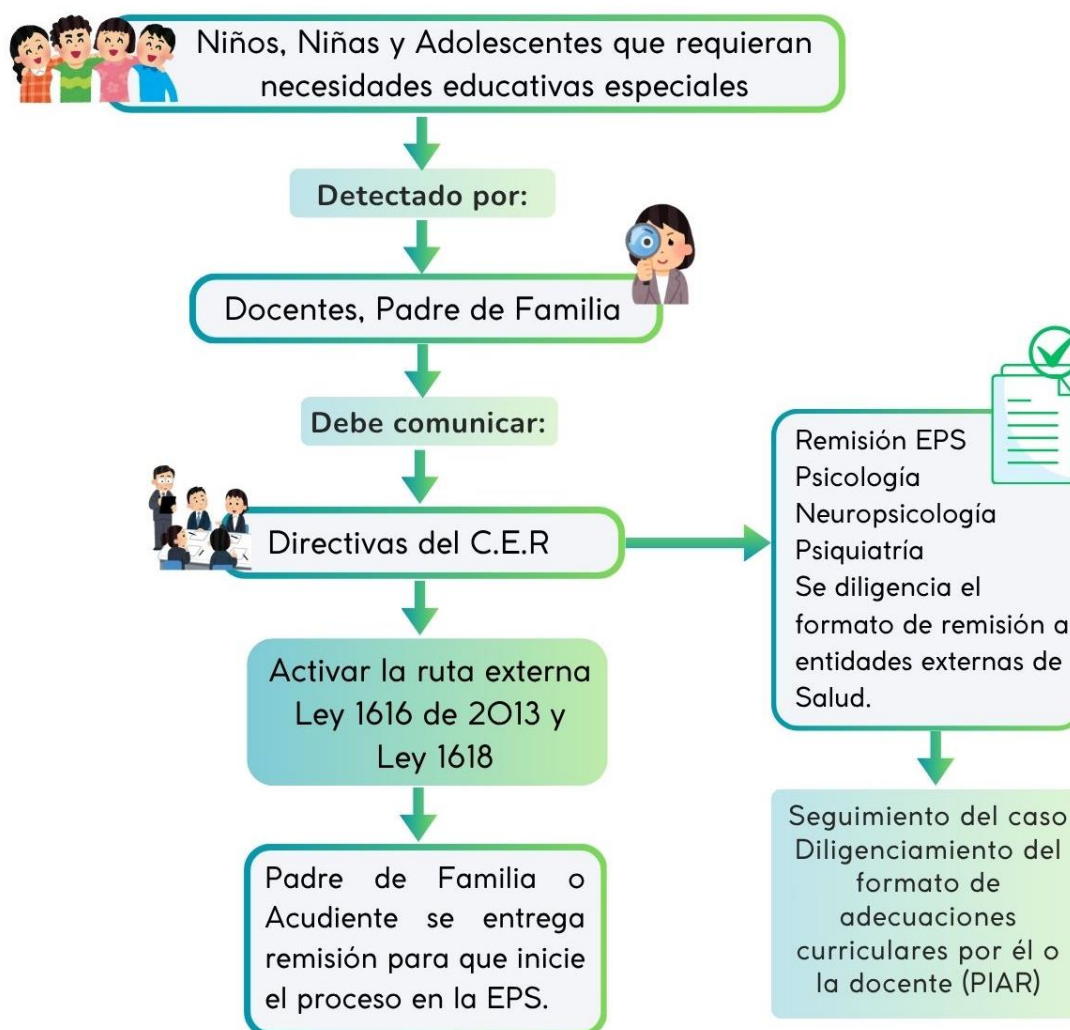 Niños, Niñas y Adolescentes que requieran
necesidades educativas especiales
Detectado por:
Docentes, Padre de Familia
Debe comunicar:
Directivas del C.E.R
Activar la ruta externa
Ley 1616 de 2013 y
Ley 1618
Padre de Familia o
Acudiente se entrega
remisión para que inicie
el proceso en la EPS.
Remisión EPS
Psicología
Neuropsicología
Psiquiatría
Se diligencia el
formato de remisión a
entidades externas de
Salud.
Seguimiento del caso
Diligenciamiento del
formato de
adecuaciones
curriculares por él o
la docente (PIAR)